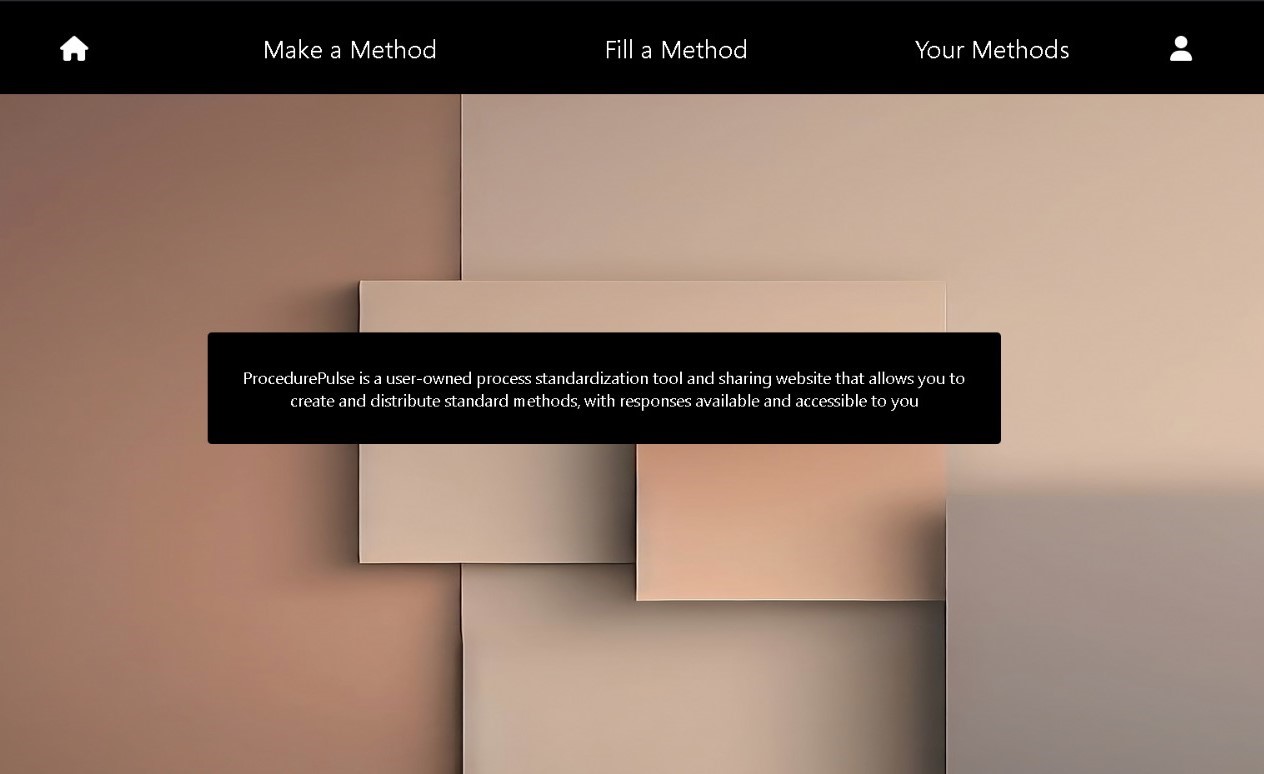 Make a Method
Fill a Method
Your Methods
ProcedurePulse is a user-owned process standardization tool and sharing website that allows you to
create and distribute standard methods, with responses available and accessible to you